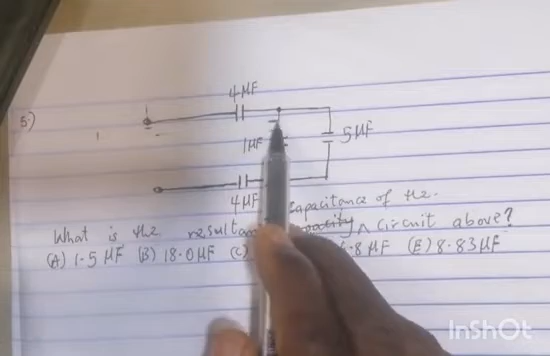 4µF
5)
1µF
5µF
4µF
Capacitance of the
What is the circuit above?
(A) 1.5µF (B) 18.0µF (C) 8µF (E) 8.83µF
InShOt